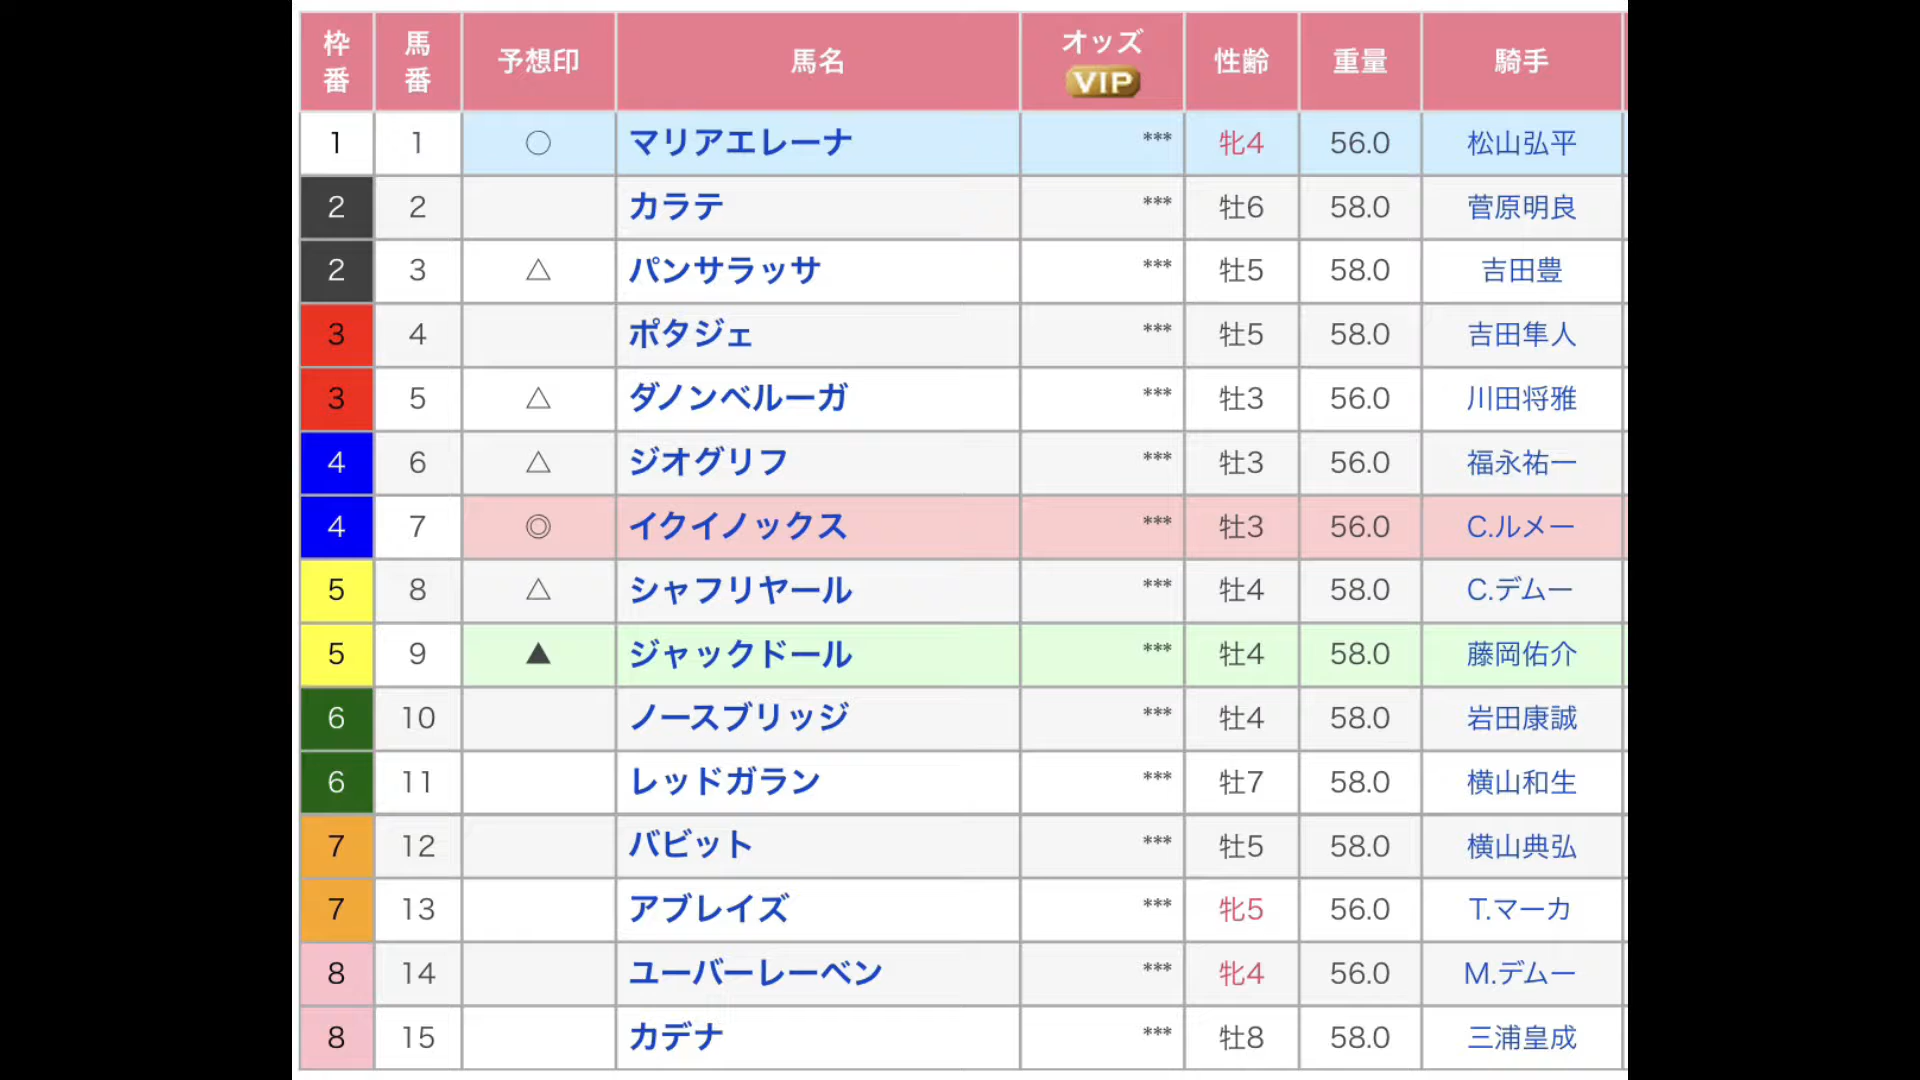 枠番 馬番 予想印 馬名 オッズ VIP 性齢 重量 騎手
1 1 ○ マリアエレーナ *** 牝4 56.0 松山弘平
2 2 カラテ *** 牡6 58.0 菅原明良
2 3 △ パンサラッサ *** 牡5 58.0 吉田豊
3 4 ポタジェ *** 牡5 58.0 吉田隼人
3 5 △ ダノンベルーガ *** 牡3 56.0 川田将雅
4 6 △ ジオグリフ *** 牡3 56.0 福永祐一
4 7 ◎ イクイノックス *** 牡3 56.0 C.ルメー
5 8 △ シャフリヤール *** 牡4 58.0 C.デムー
5 9 ▲ ジャックドール *** 牡4 58.0 藤岡佑介
6 10 ノースブリッジ *** 牡4 58.0 岩田康誠
6 11 レッドガラン *** 牡7 58.0 横山和生
7 12 バビット *** 牡5 58.0 横山典弘
7 13 アブレイズ *** 牝5 56.0 T.マーカ
8 14 ユーバーレーベン *** 牝4 56.0 M.デムー
8 15 カデナ *** 牡8 58.0 三浦皇成